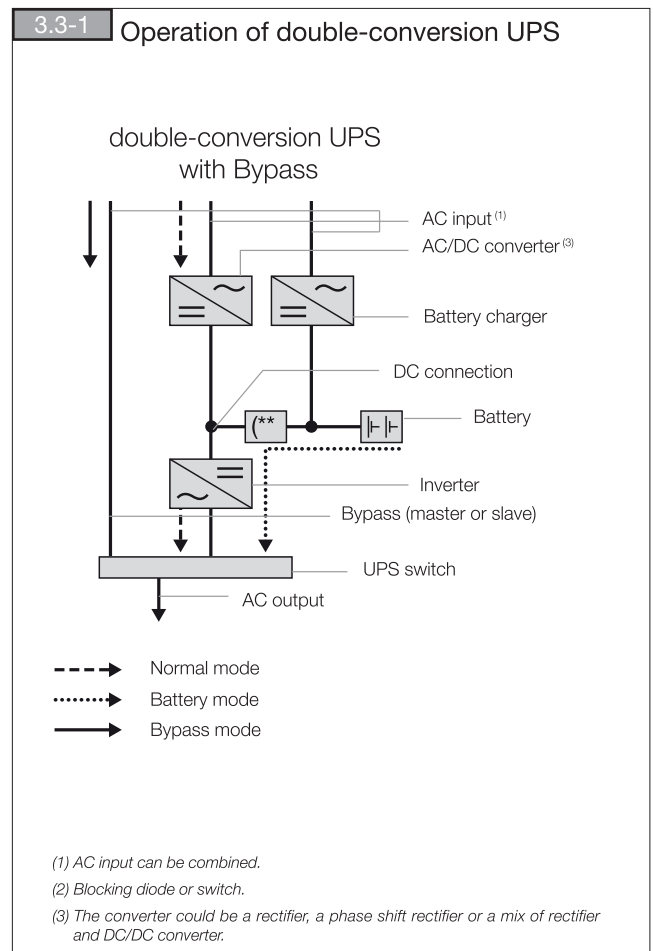 3.3-1 Operation of double-conversion UPS
double-conversion UPS
with Bypass
AC input (1)
AC/DC converter (3)
Battery charger
DC connection
Battery
(**
Inverter
Bypass (master or slave)
UPS switch
AC output
Normal mode
Battery mode
Bypass mode
(1) AC input can be combined.
(2) Blocking diode or switch.
(3) The converter could be a rectifier, a phase shift rectifier or a mix of rectifier
and DC/DC converter.